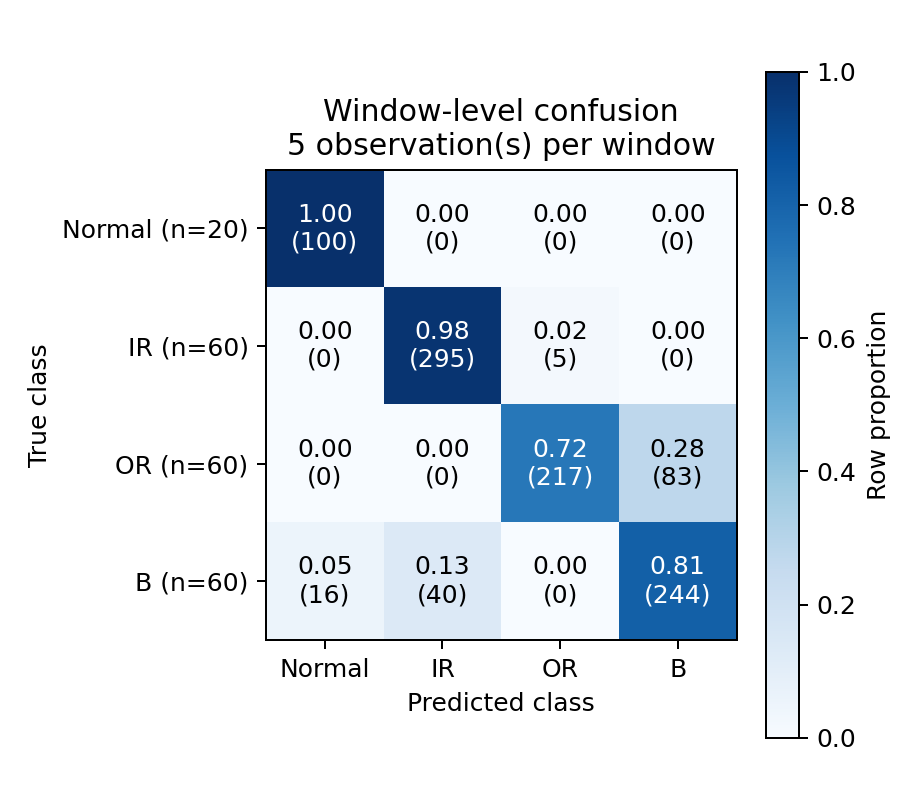 Window-level confusion
5 observation(s) per window
True class
Normal (n=20)
IR (n=60)
OR (n=60)
B (n=60)
1.00 0.00 0.00 0.00
(100) (0) (0) (0)
0.00 0.98 0.02 0.00
(0) (295) (5) (0)
0.00 0.00 0.72 0.28
(0) (0) (217) (83)
0.05 0.13 0.00 0.81
(16) (40) (0) (244)
Normal IR OR B
Predicted class
1.0
0.8
0.6
0.4
0.2
0.0
Row proportion